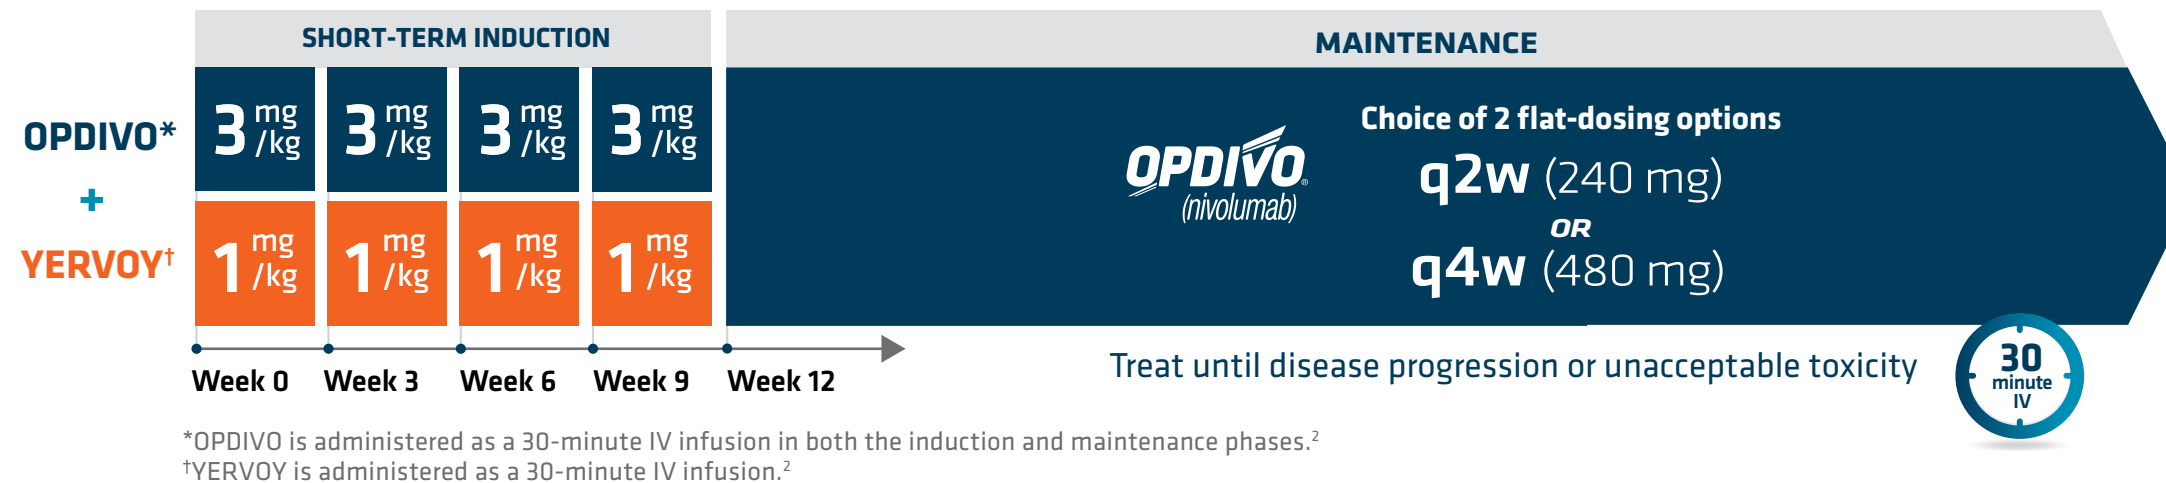 SHORT-TERM INDUCTION
MAINTENANCE
OPDIVO*
+
YERVOY†
3 mg/kg
3 mg/kg
3 mg/kg
3 mg/kg
1 mg/kg
1 mg/kg
1 mg/kg
1 mg/kg
OPDIVO®
(nivolumab)
Choice of 2 flat-dosing options
q2w (240 mg)
OR
q4w (480 mg)
Week 0
Week 3
Week 6
Week 9
Week 12
Treat until disease progression or unacceptable toxicity
30
minute
IV
*OPDIVO is administered as a 30-minute IV infusion in both the induction and maintenance phases.2
†YERVOY is administered as a 30-minute IV infusion.2